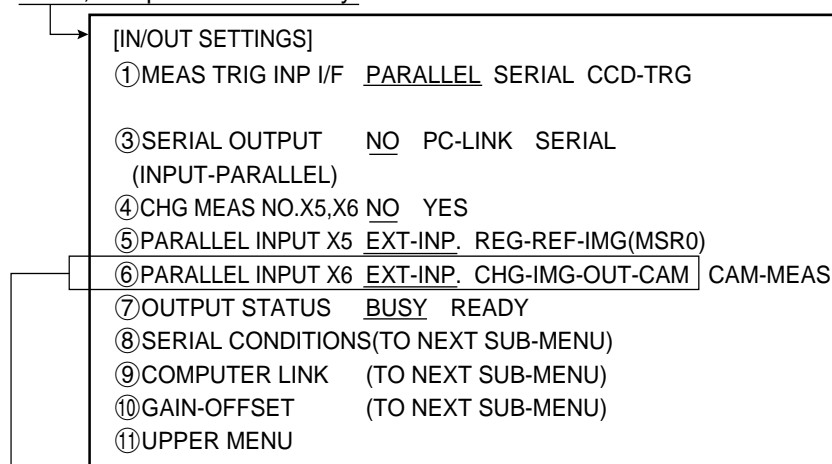 [IN/OUT SETTINGS]
①MEAS TRIG INP I/F PARALLEL SERIAL CCD-TRG
③SERIAL OUTPUT NO PC-LINK SERIAL
(INPUT-PARALLEL)
④CHG MEAS NO.X5,X6 NO YES
⑤PARALLEL INPUT X5 EXT-INP. REG-REF-IMG(MSR0)
⑥PARALLEL INPUT X6 EXT-INP. CHG-IMG-OUT-CAM CAM-MEAS
⑦OUTPUT STATUS BUSY READY
⑧SERIAL CONDITIONS(TO NEXT SUB-MENU)
⑨COMPUTER LINK (TO NEXT SUB-MENU)
⑩GAIN-OFFSET (TO NEXT SUB-MENU)
⑪UPPER MENU